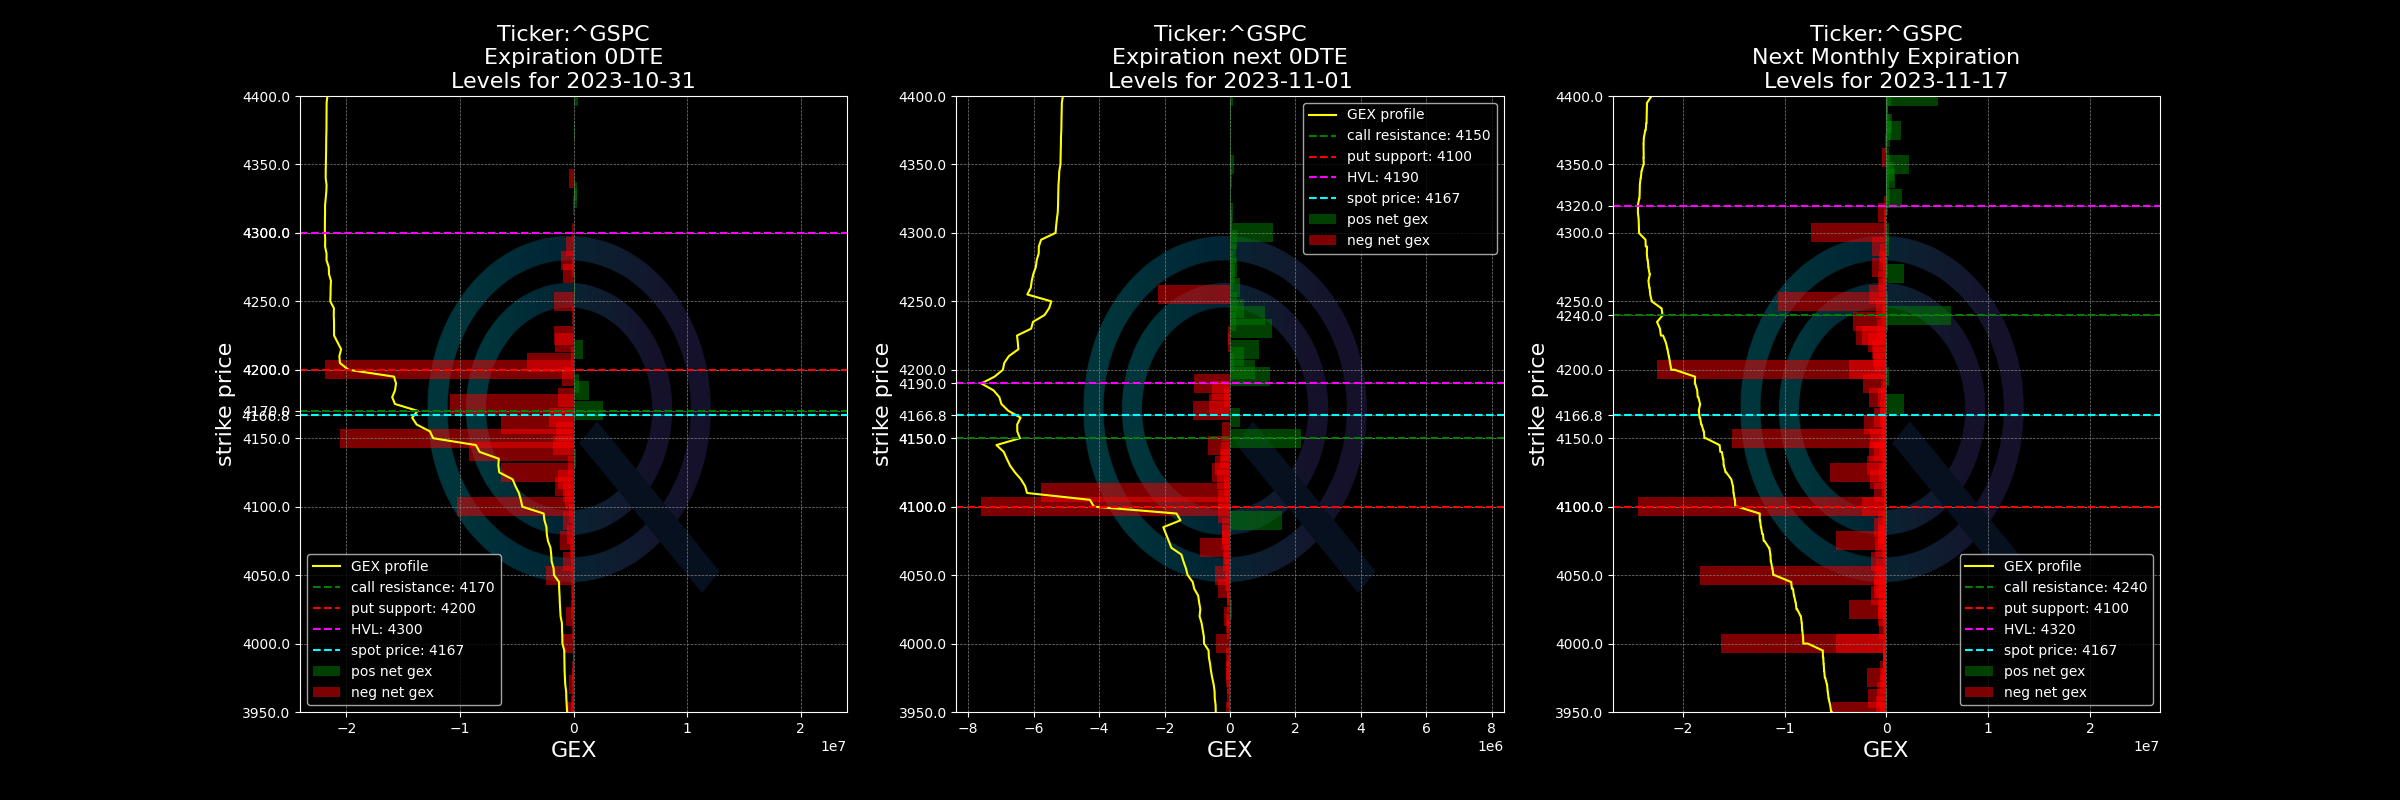 Ticker:^GSPC
Expiration 0DTE
Levels for 2023-10-31
4400.0
4350.0
4300.0
4250.0
4200.0
4170.0
4166.8
4150.0
4100.0
4050.0
4000.0
3950.0
strike price
GEX profile
call resistance: 4170
put support: 4200
HVL: 4300
spot price: 4167
pos net gex
neg net gex
−2 −1 0 1 2
1e7
GEX
Ticker:^GSPC
Expiration next 0DTE
Levels for 2023-11-01
4400.0
4350.0
4300.0
4250.0
4200.0
4190.0
4166.8
4150.0
4100.0
4050.0
4000.0
3950.0
strike price
GEX profile
call resistance: 4150
put support: 4100
HVL: 4190
spot price: 4167
pos net gex
neg net gex
−8 −6 −4 −2 0 2 4 6 8
1e6
GEX
Ticker:^GSPC
Next Monthly Expiration
Levels for 2023-11-17
4400.0
4350.0
4320.0
4300.0
4250.0
4240.0
4200.0
4166.8
4150.0
4100.0
4050.0
4000.0
3950.0
strike price
GEX profile
call resistance: 4240
put support: 4100
HVL: 4320
spot price: 4167
pos net gex
neg net gex
−2 −1 0 1 2
1e7
GEX